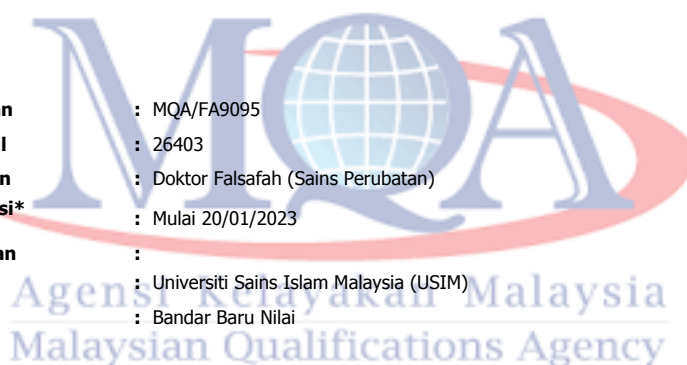 MQA
an : MQA/FA9095
l : 26403
n : Doktor Falsafah (Sains Perubatan)
si*
: Mulai 20/01/2023
an :
: Universiti Sains Islam Malaysia (USIM)
: Bandar Baru Nilai
Agensi Kelayakan Malaysia
Malaysian Qualifications Agency